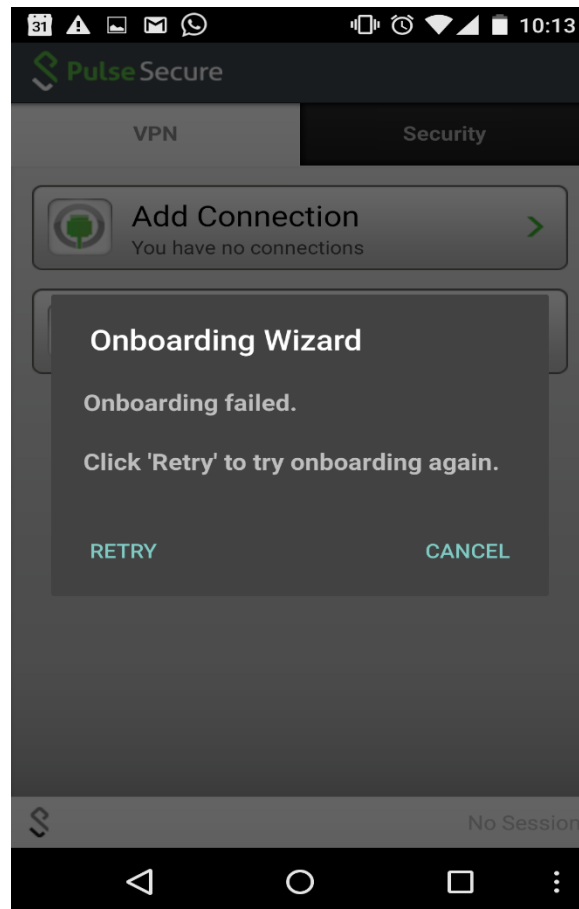 31 10:13
Pulse Secure
VPN Security
Add Connection
You have no connections
Onboarding Wizard
Onboarding failed.
Click 'Retry' to try onboarding again.
RETRY CANCEL
No Session